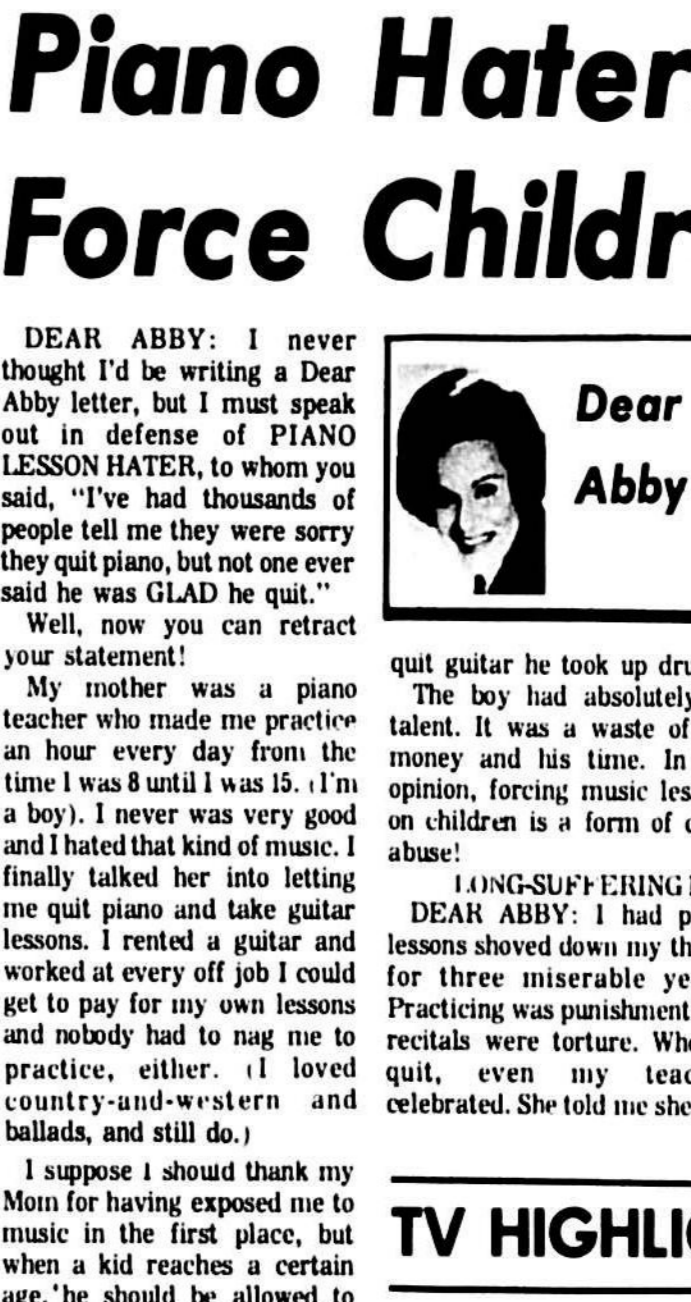 Piano Hater
Force Childr
DEAR ABBY: I never
thought I'd be writing a Dear
Abby letter, but I must speak
out in defense of PIANO
LESSON HATER, to whom you
said, "I've had thousands of
people tell me they were sorry
they quit piano, but not one ever
said he was GLAD he quit."
Well, now you can retract
your statement!
My mother was a piano
teacher who made me practice
an hour every day from the
time I was 8 until I was 15. (I'm
a boy). I never was very good
and I hated that kind of music. I
finally talked her into letting
me quit piano and take guitar
lessons. I rented a guitar and
worked at every off job I could
get to pay for my own lessons
and nobody had to nag me to
practice, either. (I loved
country-and-western and
ballads, and still do.)
I suppose I should thank my
Mom for having exposed me to
music in the first place, but
when a kid reaches a certain
age, he should be allowed to
Dear
Abby
quit guitar he took up dru
The boy had absolutely
talent. It was a waste of
money and his time. In
opinion, forcing music les
on children is a form of c
abuse!
LONG-SUFFERING
DEAR ABBY: I had p
lessons shoved down my th
for three miserable ye
Practicing was punishment
recitals were torture. Whe
quit, even my teac
celebrated. She told me she
TV HIGHLIG